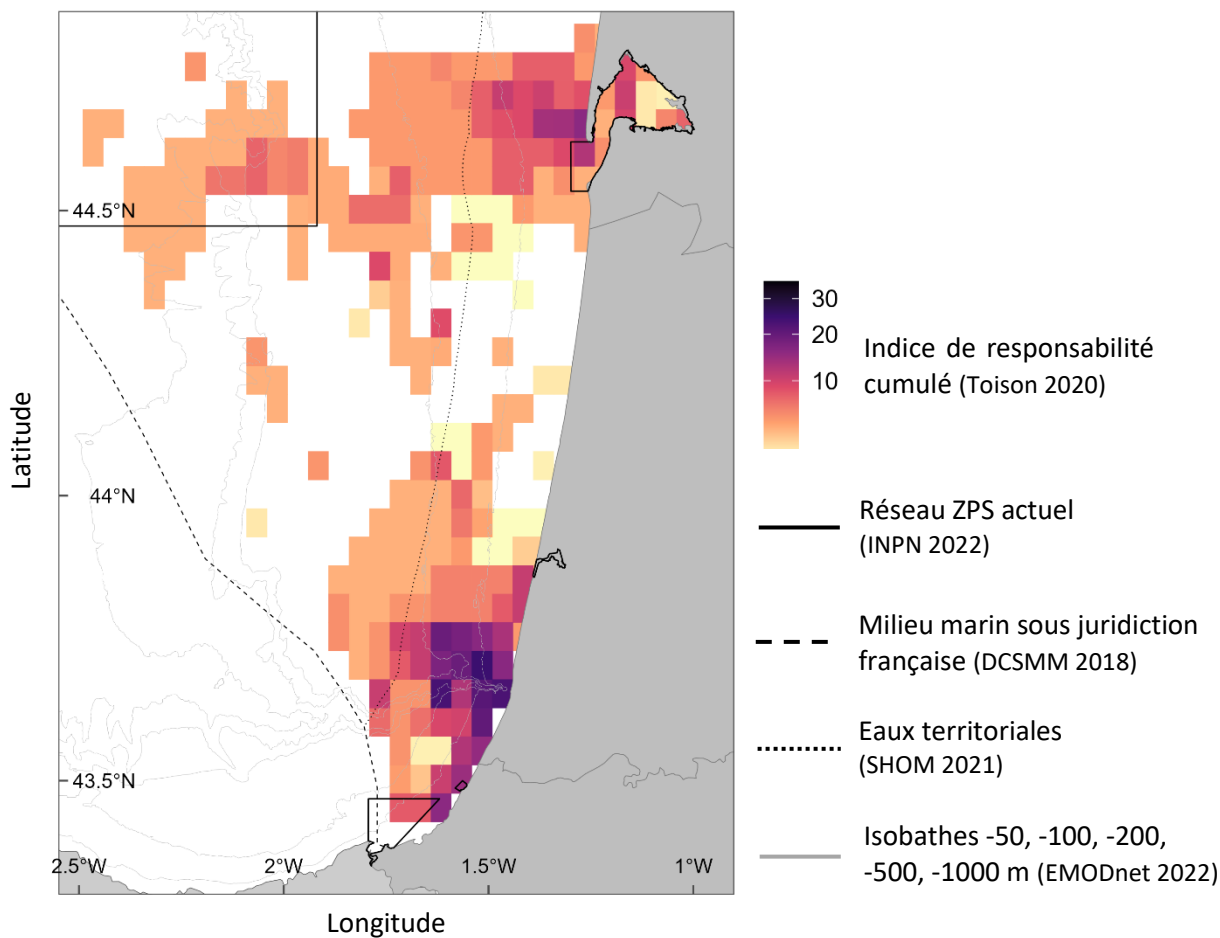 44.5°N
44°N
43.5°N
2.5°W
2°W
1.5°W
1°W
Latitude
Longitude
30
20
10
Indice de responsabilité
cumulé (Toison 2020)
Réseau ZPS actuel
(INPN 2022)
Milieu marin sous juridiction
française (DCSMM 2018)
Eaux territoriales
(SHOM 2021)
Isobathes -50, -100, -200,
-500, -1000 m (EMODnet 2022)